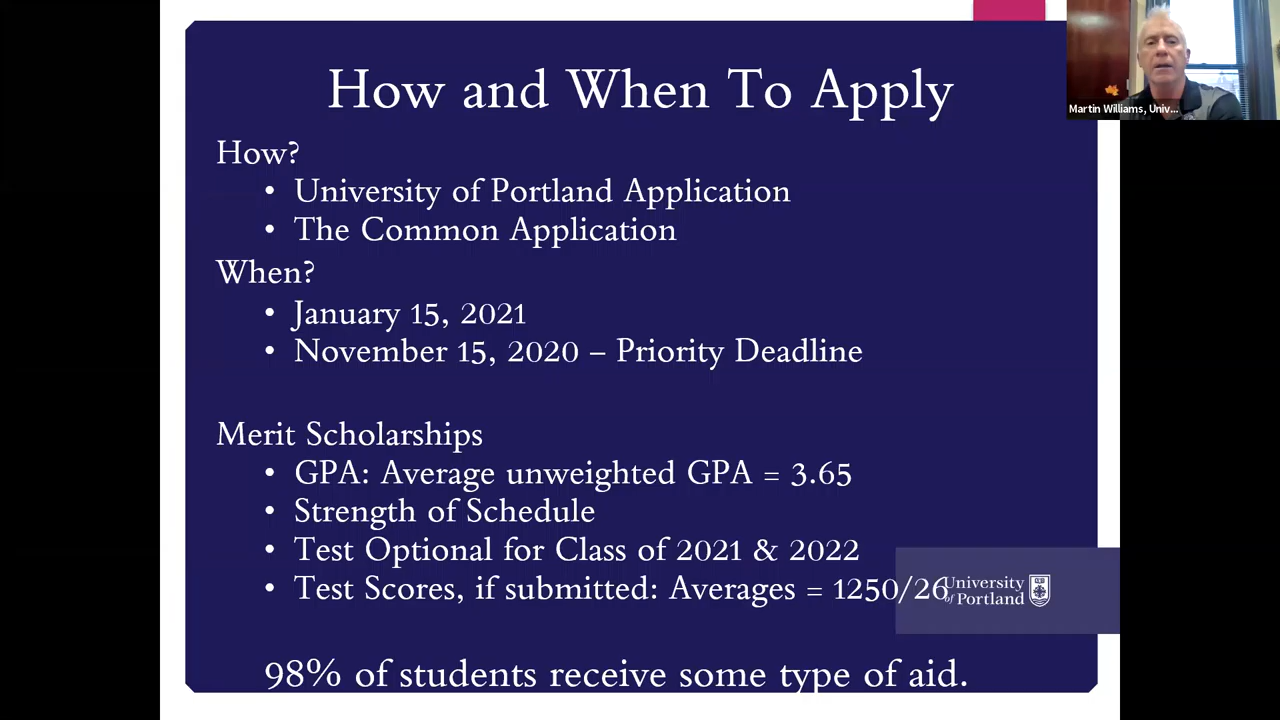 How and When To Apply
How?
• University of Portland Application
• The Common Application
When?
• January 15, 2021
• November 15, 2020 – Priority Deadline
Merit Scholarships
• GPA: Average unweighted GPA = 3.65
• Strength of Schedule
• Test Optional for Class of 2021 & 2022
• Test Scores, if submitted: Averages = 1250/26
University
of Portland
98% of students receive some type of aid.
Martin Williams, Univ...